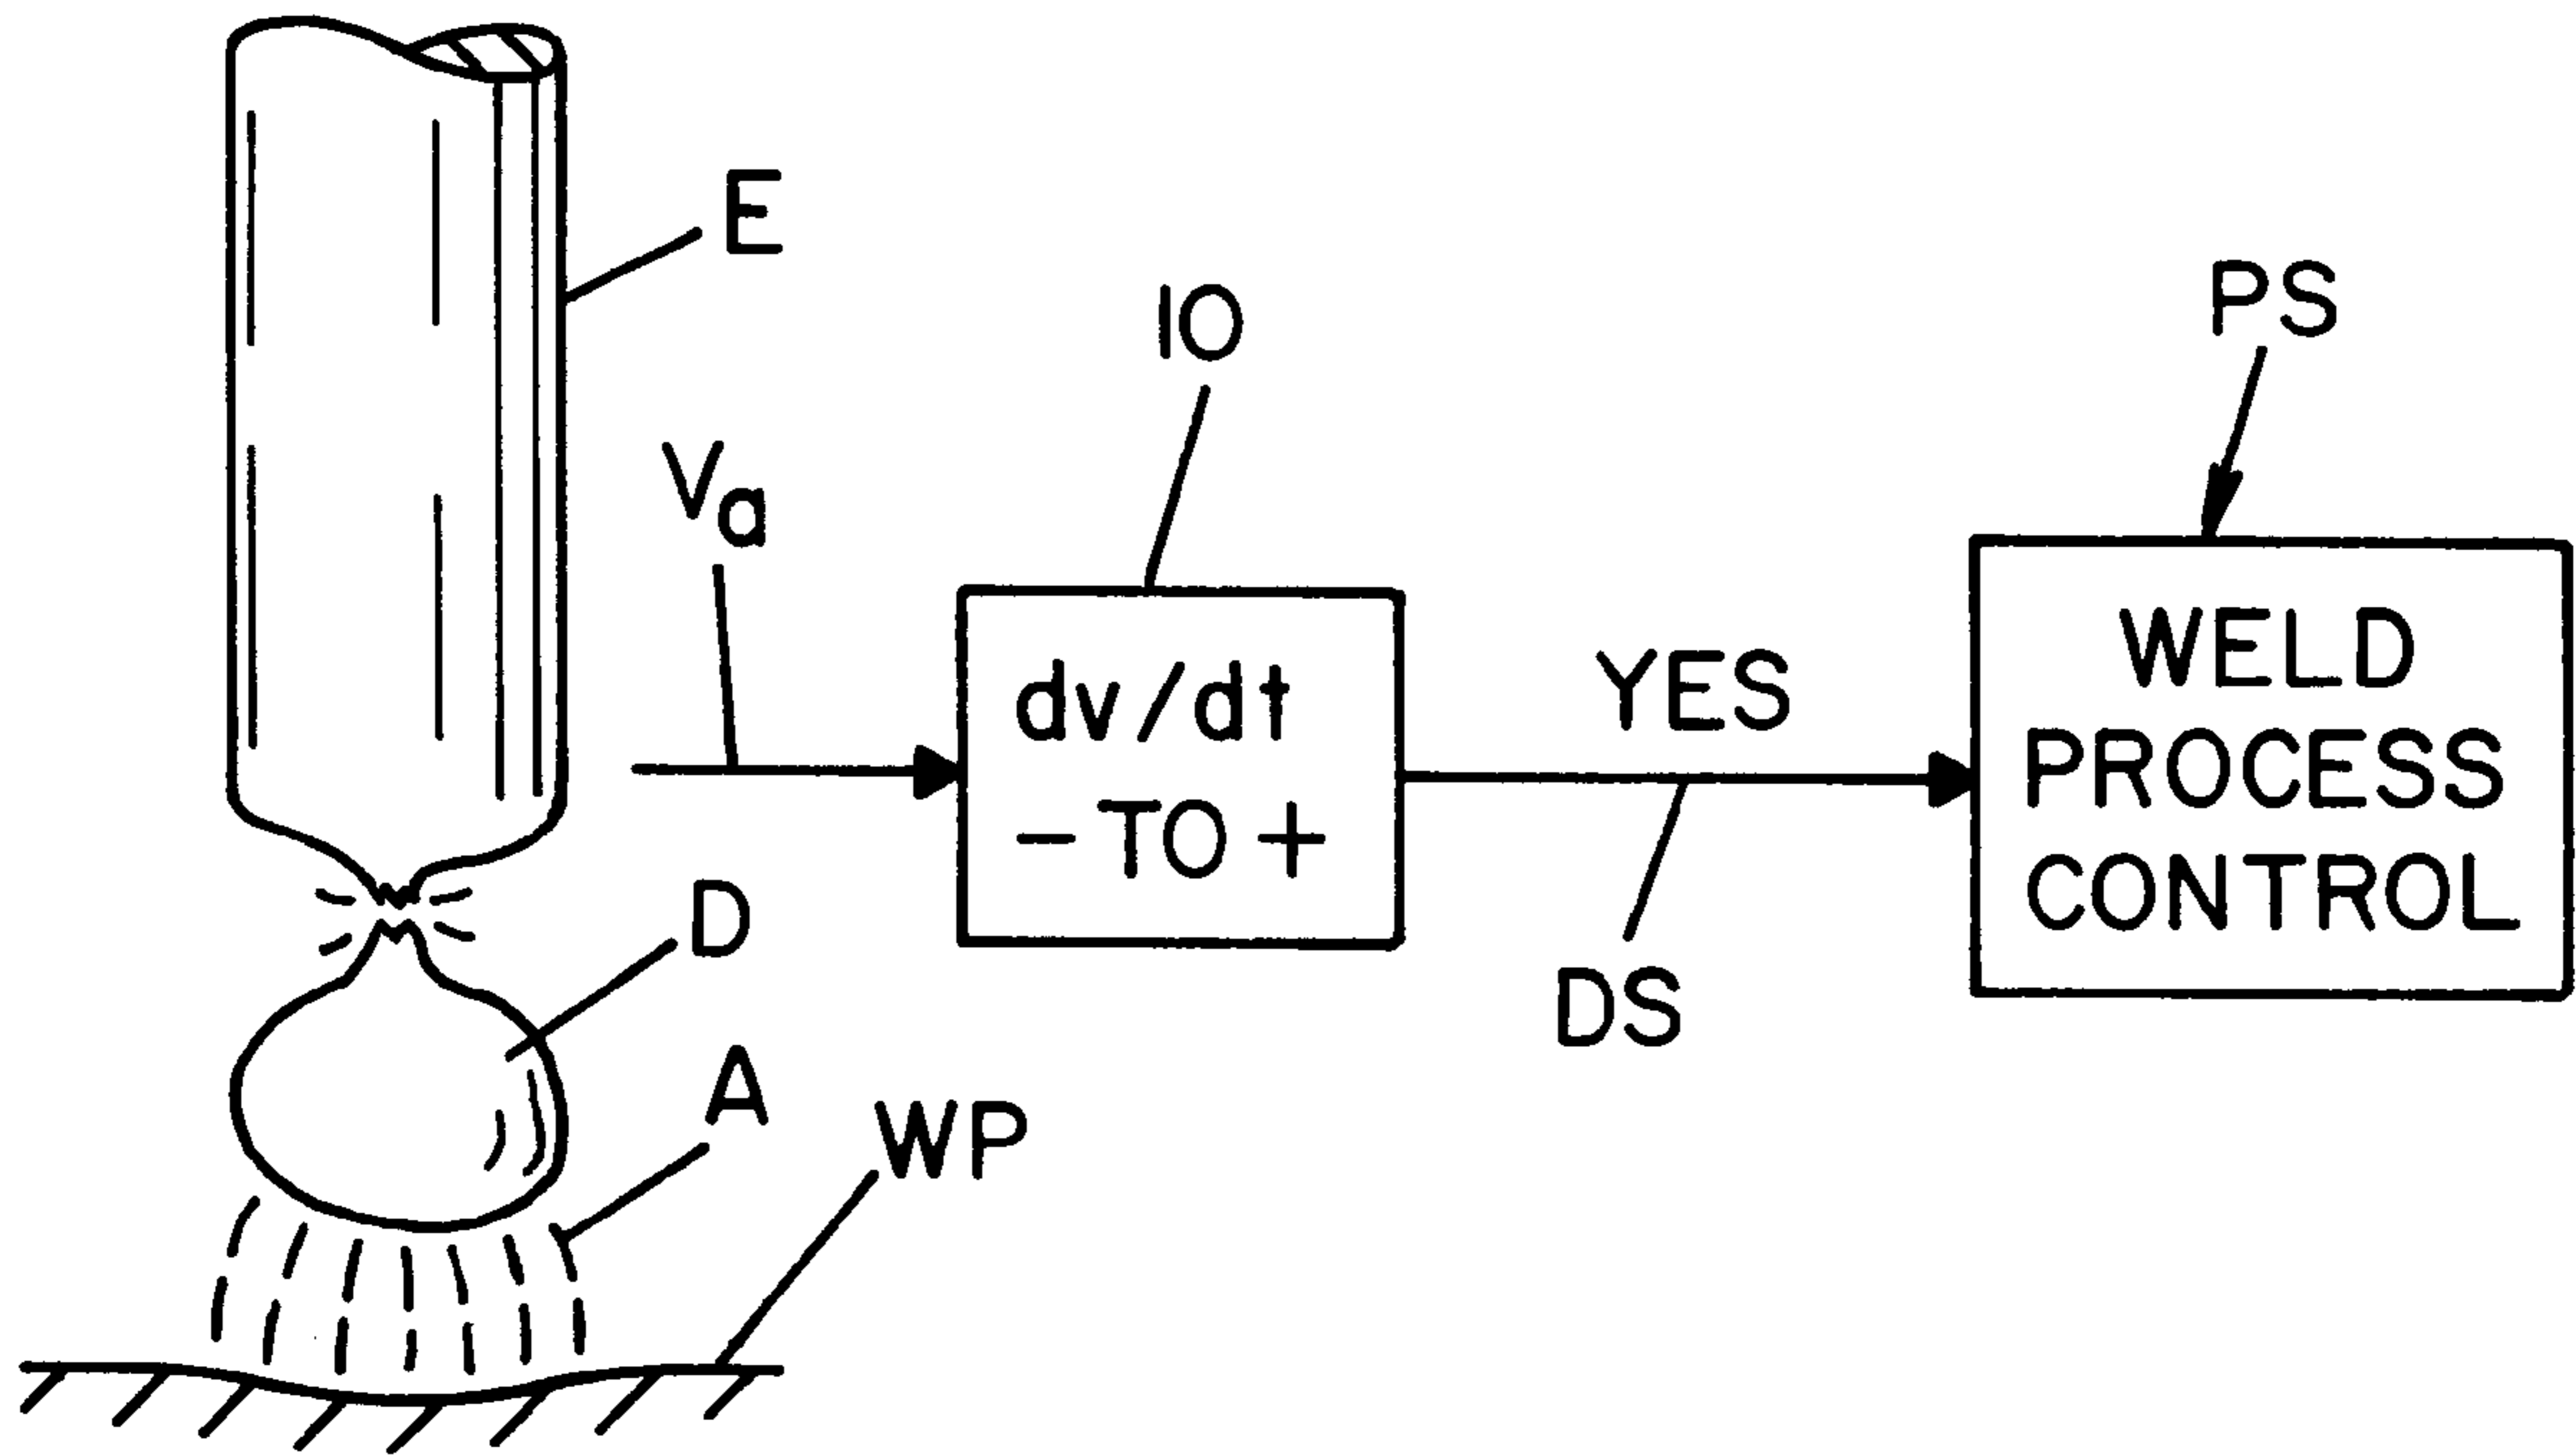 E
10
PS
Va
dv/dt
- TO +
YES
WELD
PROCESS
CONTROL
D
DS
A
WP